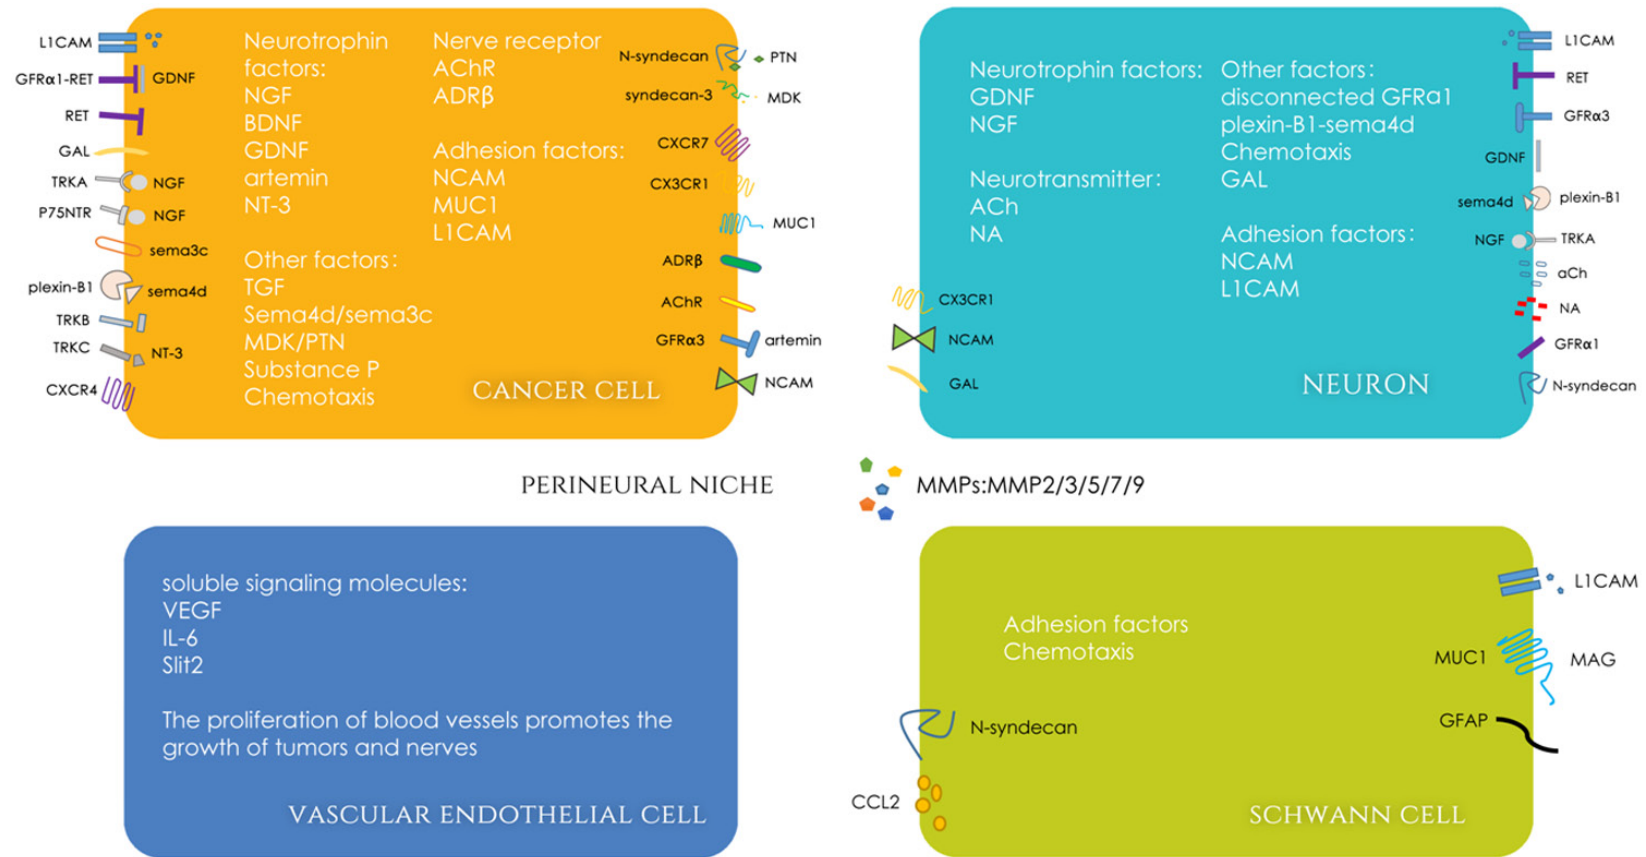 L1CAM
GFRα1-RET
GDNF
RET
GAL
TRKA
NGF
P75NTR
NGF
sema3c
plexin-B1
sema4d
TRKB
TRKC
NT-3
CXCR4
Neurotrophin
factors:
NGF
BDNF
GDNF
artemin
NT-3
Other factors:
TGF
Sema4d/sema3c
MDK/PTN
Substance P
Chemotaxis
Nerve receptor
AChR
ADRβ
Adhesion factors:
NCAM
MUC1
L1CAM
CANCER CELL
N-syndecan
PTN
syndecan-3
MDK
CXCR7
CX3CR1
MUC1
ADRβ
AChR
GFRα3
artemin
NCAM
Neurotrophin factors:
GDNF
NGF
Neurotransmitter:
ACh
NA
Other factors:
disconnected GFRα1
plexin-B1-sema4d
Chemotaxis
GAL
Adhesion factors:
NCAM
L1CAM
CX3CR1
NCAM
GAL
NEURON
L1CAM
RET
GFRα3
GDNF
sema4d
plexin-B1
NGF
TRKA
aCh
NA
GFRα1
N-syndecan
PERINEURAL NICHE
MMPs:MMP2/3/5/7/9
soluble signaling molecules:
VEGF
IL-6
Slit2
The proliferation of blood vessels promotes the
growth of tumors and nerves
VASCULAR ENDOTHELIAL CELL
Adhesion factors
Chemotaxis
L1CAM
MUC1
MAG
GFAP
N-syndecan
CCL2
SCHWANN CELL